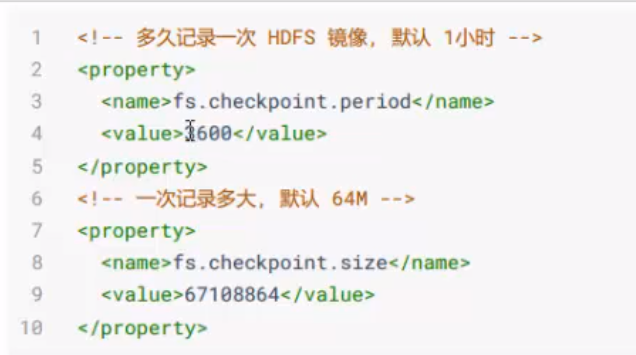 1 <!-- 多久记录一次 HDFS 镜像, 默认 1小时 -->
2 <property>
3 <name>fs.checkpoint.period</name>
4 <value>3600</value>
5 </property>
6 <!-- 一次记录多大, 默认 64M -->
7 <property>
8 <name>fs.checkpoint.size</name>
9 <value>67108864</value>
10 </property>